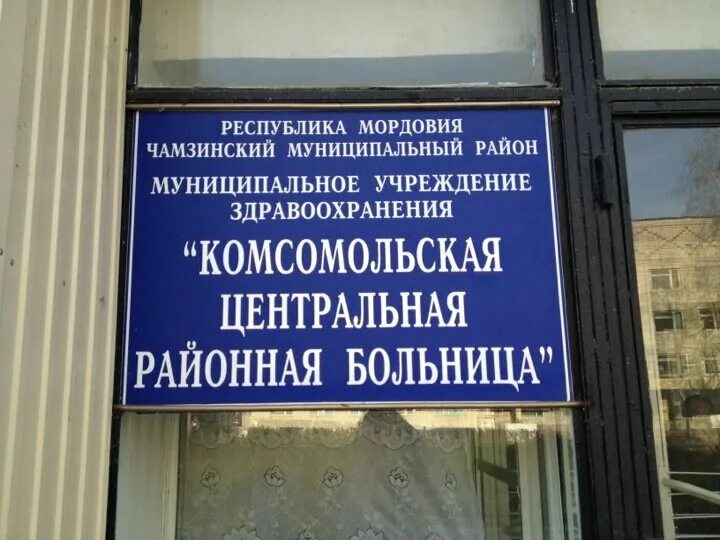 РЕСПУБЛИКА МОРДОВИЯ
ЧАМЗИНСКИЙ МУНИЦИПАЛЬНЫЙ РАЙОН
МУНИЦИПАЛЬНОЕ УЧРЕЖДЕНИЕ
ЗДРАВООХРАНЕНИЯ
“КОМСОМОЛЬСКАЯ
ЦЕНТРАЛЬНАЯ
РАЙОННАЯ БОЛЬНИЦА”